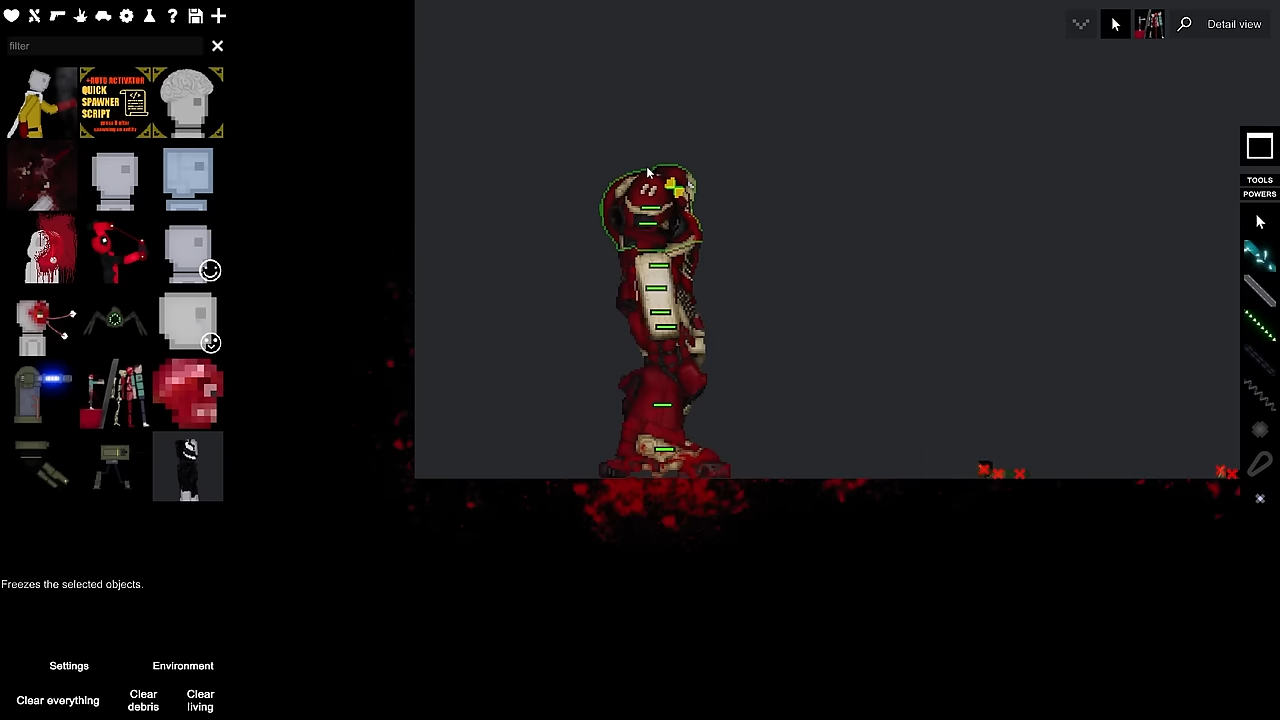 Detail view
filter
+AUTO ACTIVATOR
QUICK
SPAWNER
SCRIPT
TOOLS
POWERS
Freezes the selected objects.
Settings
Environment
Clear everything
Clear
debris
Clear
living